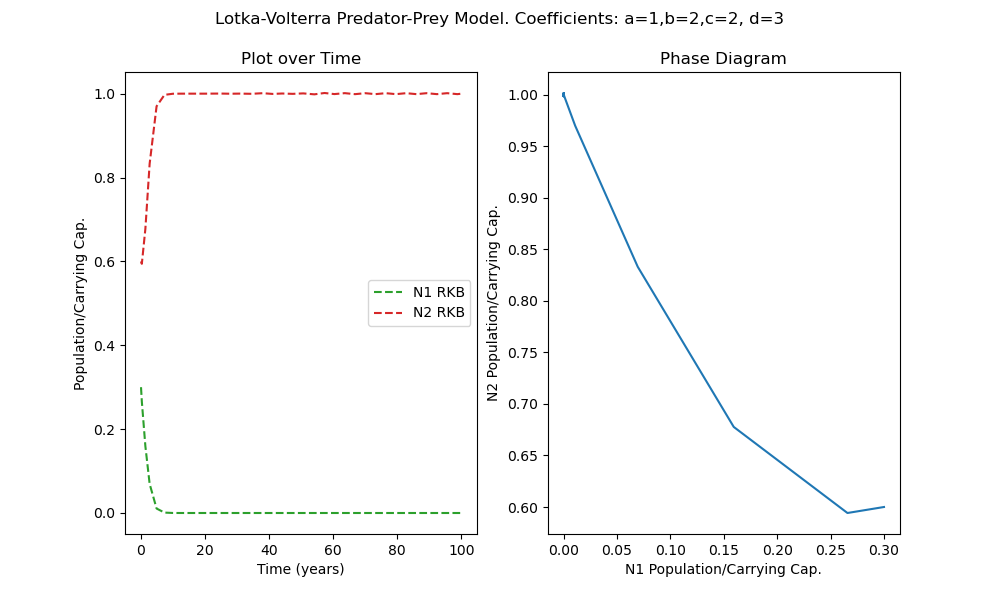 Lotka-Volterra Predator-Prey Model. Coefficients: a=1,b=2,c=2, d=3
Plot over Time
Population/Carrying Cap.
1.0
0.8
0.6
0.4
0.2
0.0
N1 RKB
N2 RKB
0 20 40 60 80 100
Time (years)
Phase Diagram
N2 Population/Carrying Cap.
1.00
0.95
0.90
0.85
0.80
0.75
0.70
0.65
0.60
0.00 0.05 0.10 0.15 0.20 0.25 0.30
N1 Population/Carrying Cap.